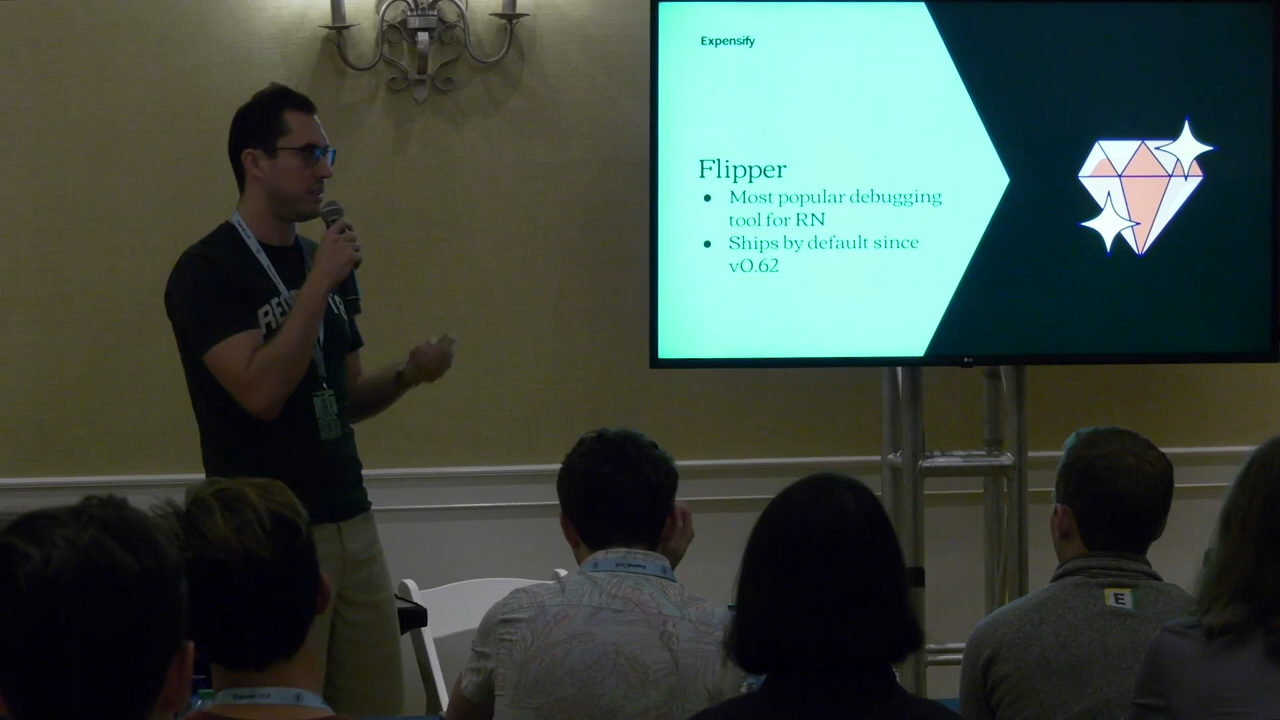 Expensify
Flipper
• Most popular debugging
tool for RN
• Ships by default since
v0.62
E